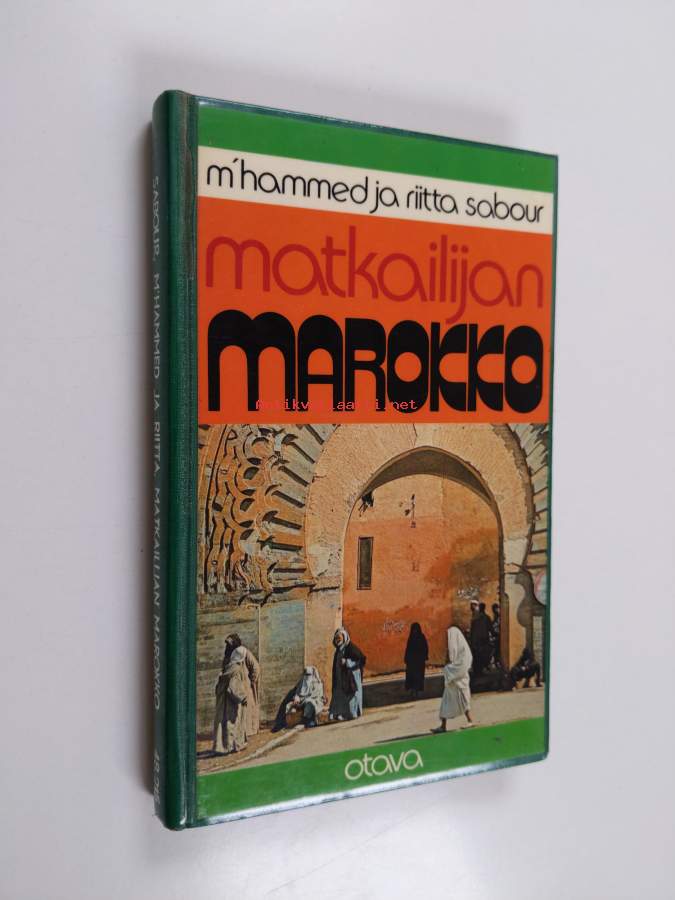 m'hammed ja riitta sabour
matkailijan
MAROKKO
Antikvariaatti.net
otava
SABOUR, M'HAMMED JA RIITTA MATKAILIJAN MAROKKO